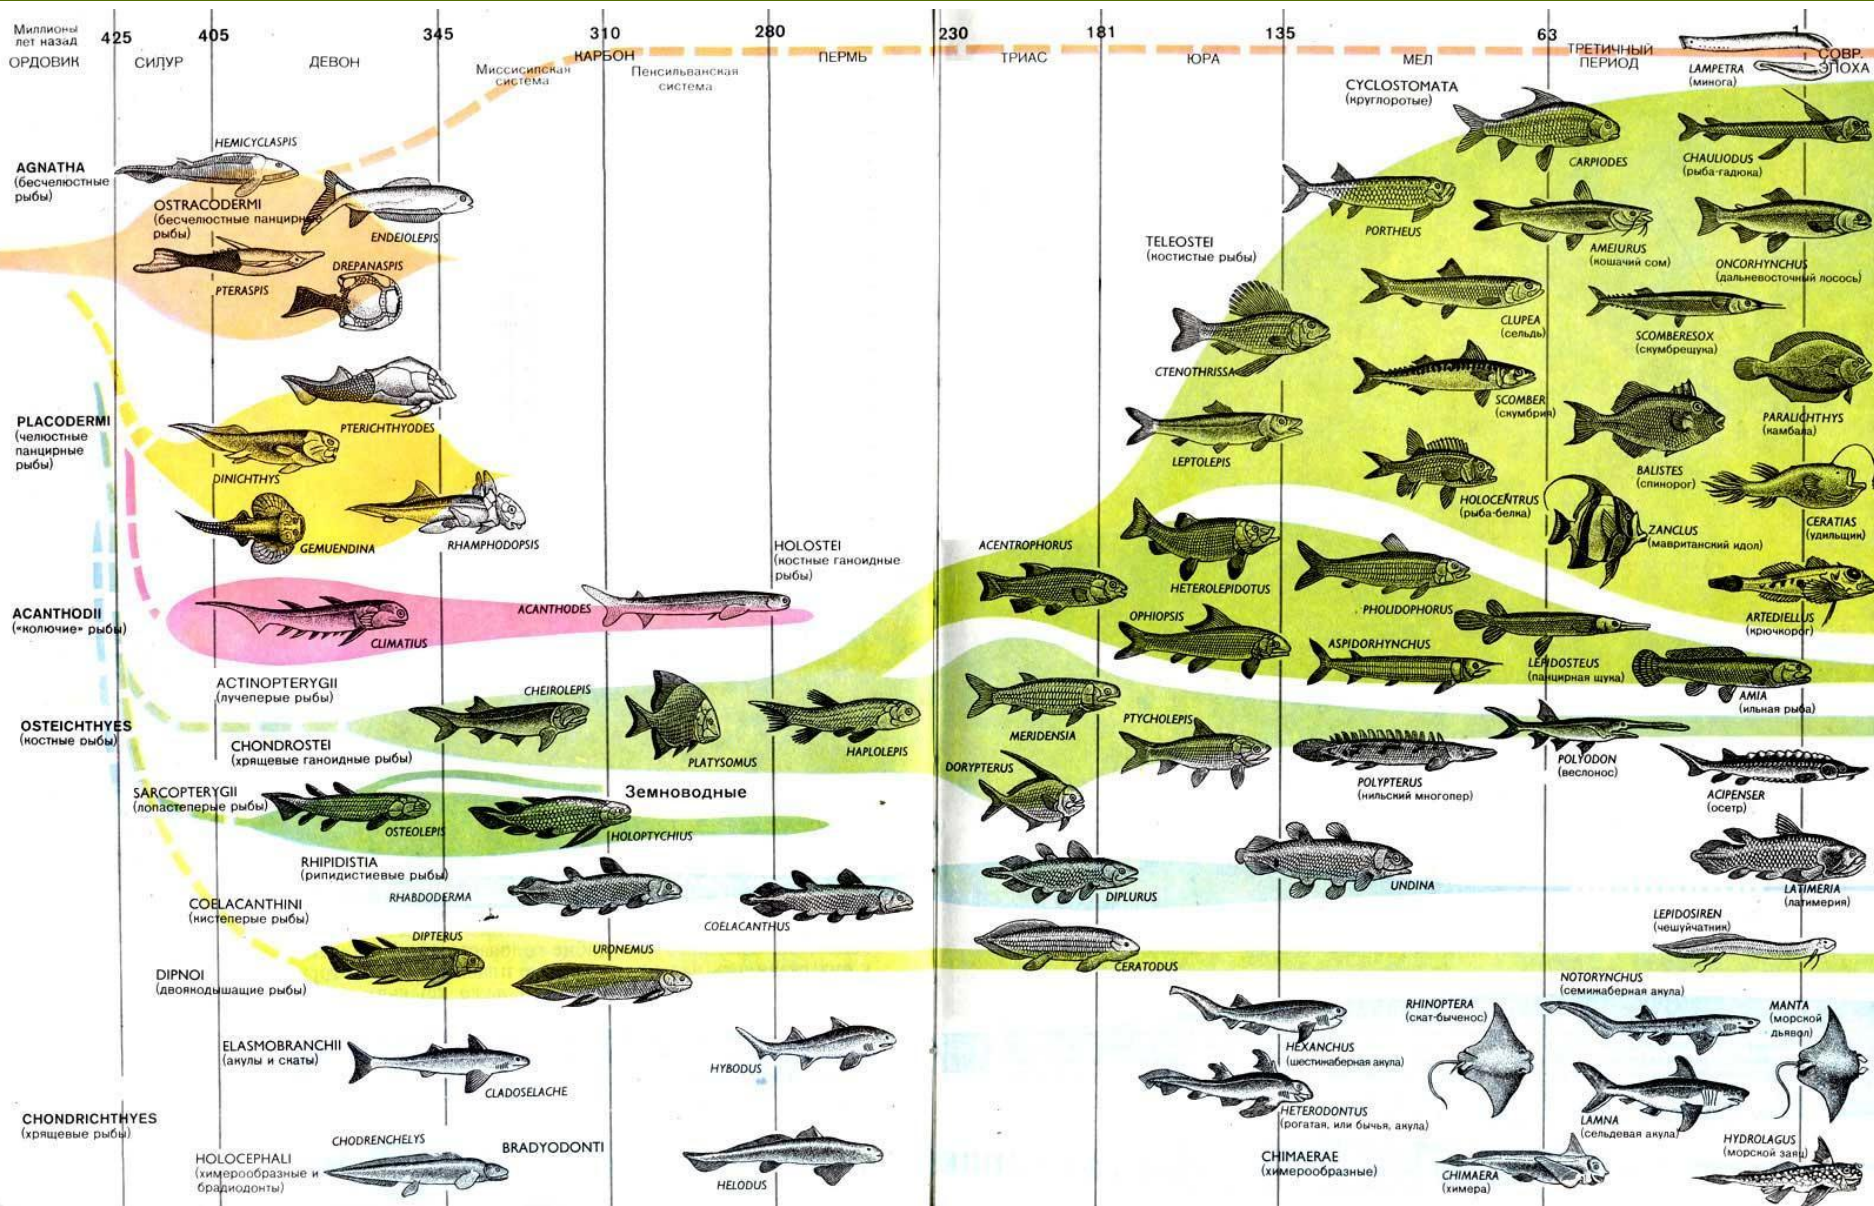 Миллионы
лет назад
425
405
345
310
280
230
181
135
63
1
ОРДОВИК
СИЛУР
ДЕВОН
Миссисипская
система
КАРБОН
Пенсильванская
система
ПЕРМЬ
ТРИАС
ЮРА
МЕЛ
ТРЕТИЧНЫЙ
ПЕРИОД
СОВР.
ЭПОХА
LAMPETRA
(минога)
CYCLOSTOMATA
(круглоротые)
AGNATHA
(бесчелюстные
рыбы)
HEMICYCLASPIS
OSTRACODERMI
(бесчелюстные панцирные
рыбы)
ENDEIOLEPIS
PTERASPIS
DREPANASPIS
CARPIODES
CHAULIODUS
(рыба-гадюка)
PORTHEUS
AMEIURUS
(кошачий сом)
ONCORHYNCHUS
(дальневосточный лосось)
TELEOSTEI
(костистые рыбы)
CLUPEA
(сельдь)
SCOMBERESOX
(скумбрещука)
CTENOTHRISSA
SCOMBER
(скумбрия)
PARALICHTHYS
(камбала)
PLACODERMI
(челюстные
панцирные
рыбы)
PTERICHTHYODES
DINICHTHYS
GEMUENDINA
RHAMPHODOPSIS
LEPTOLEPIS
HOLOCENTRUS
(рыба-белка)
BALISTES
(спинорог)
ZANCLUS
(мавританский идол)
CERATIAS
(удильщик)
HOLOSTEI
(костные ганоидные
рыбы)
ACENTROPHORUS
HETEROLEPIDOTUS
PHOLIDOPHORUS
ARTEDIELLUS
(крючкорог)
ACANTHODII
(«колючие» рыбы)
CLIMATIUS
ACANTHODES
OPHIOPSIS
ASPIDORHYNCHUS
LEPIDOSTEUS
(панцирная щука)
AMIA
(ильная рыба)
ACTINOPTERYGII
(лучеперые рыбы)
CHEIROLEPIS
OSTEICHTHYES
(костные рыбы)
CHONDROSTEI
(хрящевые ганоидные рыбы)
PLATYSOMUS
HAPLOLEPIS
MERIDENSIA
PTYCHOLEPIS
DORYPTERUS
POLYPTERUS
(нильский многопер)
POLYODON
(веслонос)
ACIPENSER
(осетр)
SARCOPTERYGII
(лопастеперые рыбы)
OSTEOLEPIS
Земноводные
HOLOPTYCHIUS
RHIPIDISTIA
(рипидистиевые рыбы)
RHABDODERMA
COELACANTHINI
(кистеперые рыбы)
COELACANTHUS
DIPLURUS
UNDINA
LATIMERIA
(латимерия)
LEPIDOSIREN
(чешуйчатник)
DIPTERUS
URONEMUS
CERATODUS
DIPNOI
(двоякодышащие рыбы)
NOTORYNCHUS
(семижаберная акула)
RHINOPTERA
(скат-быченос)
MANTA
(морской
дьявол)
ELASMOBRANCHII
(акулы и скаты)
CLADOSELACHE
HYBODUS
HEXANCHUS
(шестижаберная акула)
HETERODONTUS
(рогатая, или бычья, акула)
LAMNA
(сельдевая акула)
CHONDRICHTHYES
(хрящевые рыбы)
HOLOCEPHALI
(химерообразные и
брадиодонты)
CHODRENCHELYS
BRADYODONTI
HELODUS
CHIMAERAE
(химерообразные)
CHIMAERA
(химера)
HYDROLAGUS
(морской заяц)